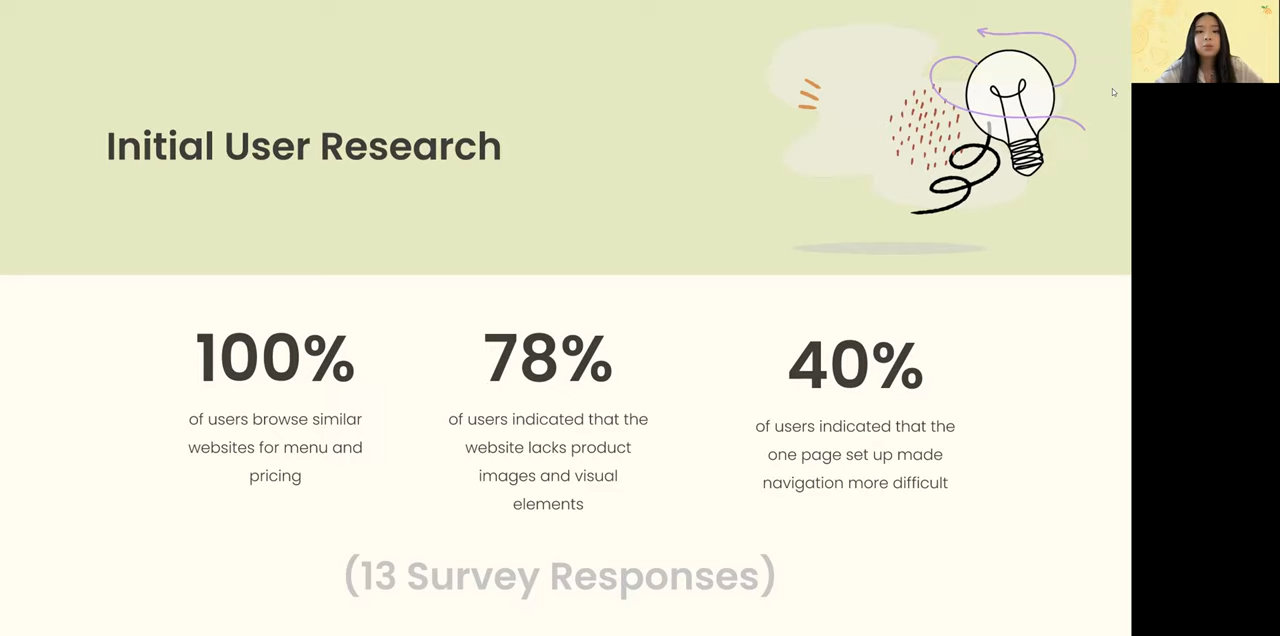 Initial User Research
100%
of users browse similar
websites for menu and
pricing
78%
of users indicated that the
website lacks product
images and visual
elements
40%
of users indicated that the
one page set up made
navigation more difficult
(13 Survey Responses)